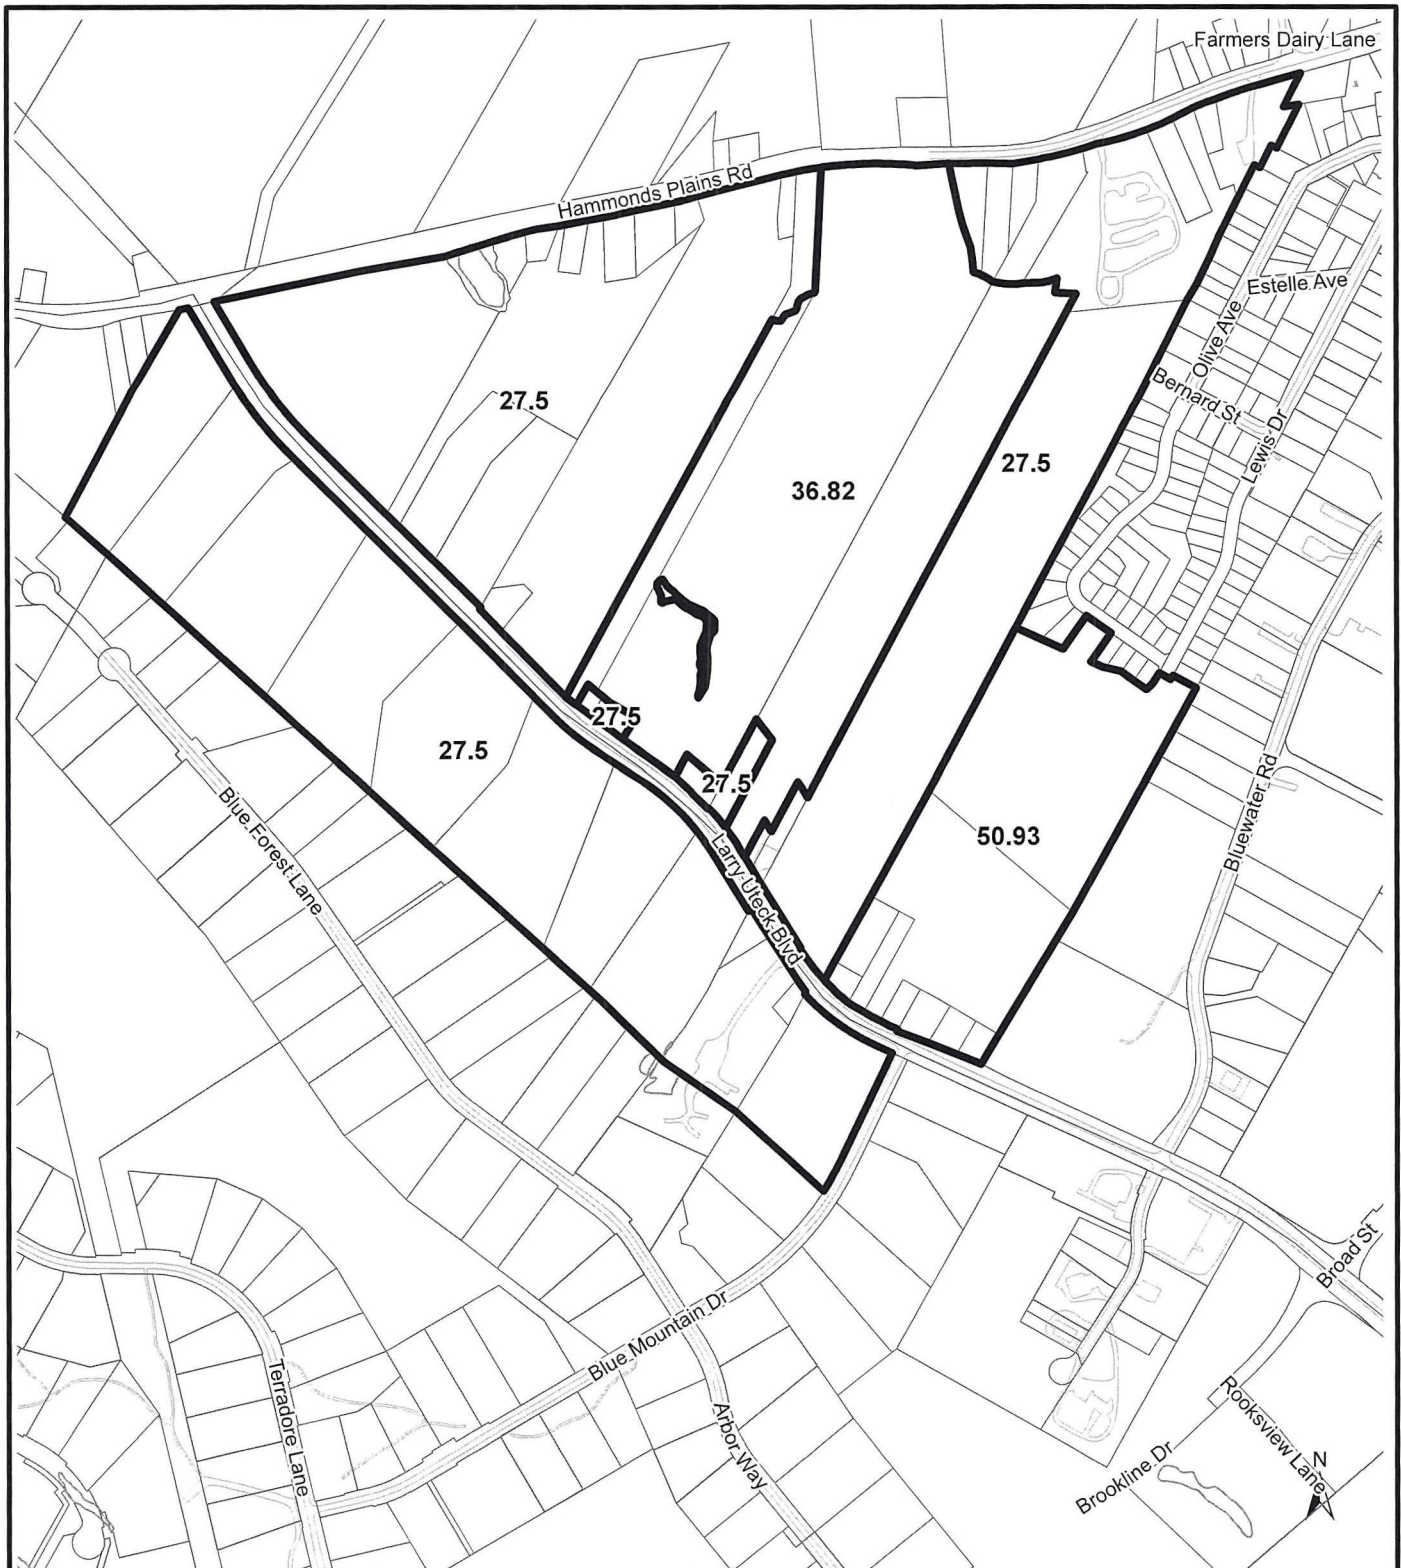 Farmers Dairy Lane
Hammonds Plains Rd
Estelle Ave
Olive Ave
Bernard St
27.5
Lewis Dr
27.5
36.82
27.5
27.5
27.5
Bluewater Rd
50.93
Blue Forest Lane
Larry Uteck Blvd
Broad St
Blue Mountain Dr
Terradore Lane
Arbor Way
Rooksview Lane
N
Brookline Dr